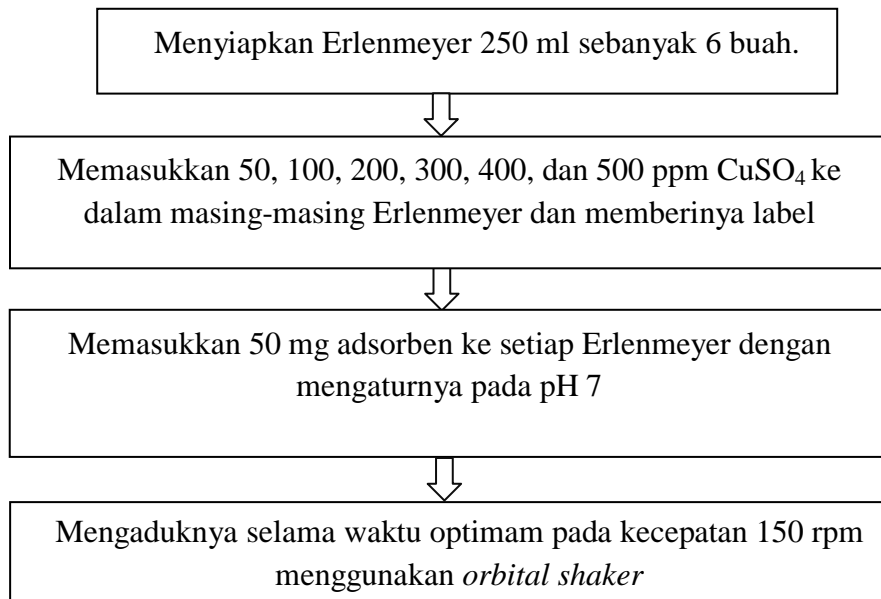 Menyiapkan Erlenmeyer 250 ml sebanyak 6 buah.
Memasukkan 50, 100, 200, 300, 400, dan 500 ppm CuSO₄ ke
dalam masing-masing Erlenmeyer dan memberinya label
Memasukkan 50 mg adsorben ke setiap Erlenmeyer dengan
mengaturnya pada pH 7
Mengaduknya selama waktu optimam pada kecepatan 150 rpm
menggunakan orbital shaker